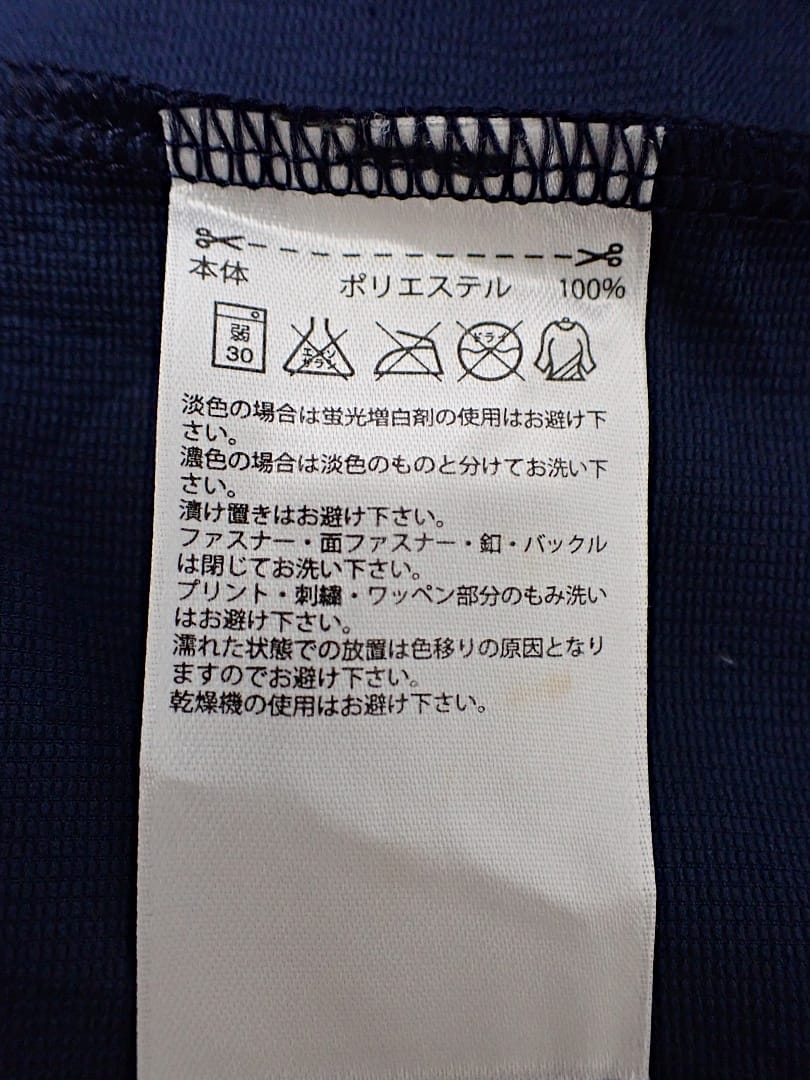 本体 ポリエステル 100%
弱 30 エンソ サラシ ドライ
淡色の場合は蛍光増白剤の使用はお避け下
さい。
濃色の場合は淡色のものと分けてお洗い下
さい。
漬け置きはお避け下さい。
ファスナー・面ファスナー・釦・バックル
は閉じてお洗い下さい。
プリント・刺繍・ワッペン部分のもみ洗い
はお避け下さい。
濡れた状態での放置は色移りの原因となり
ますのでお避け下さい。
乾燥機の使用はお避け下さい。